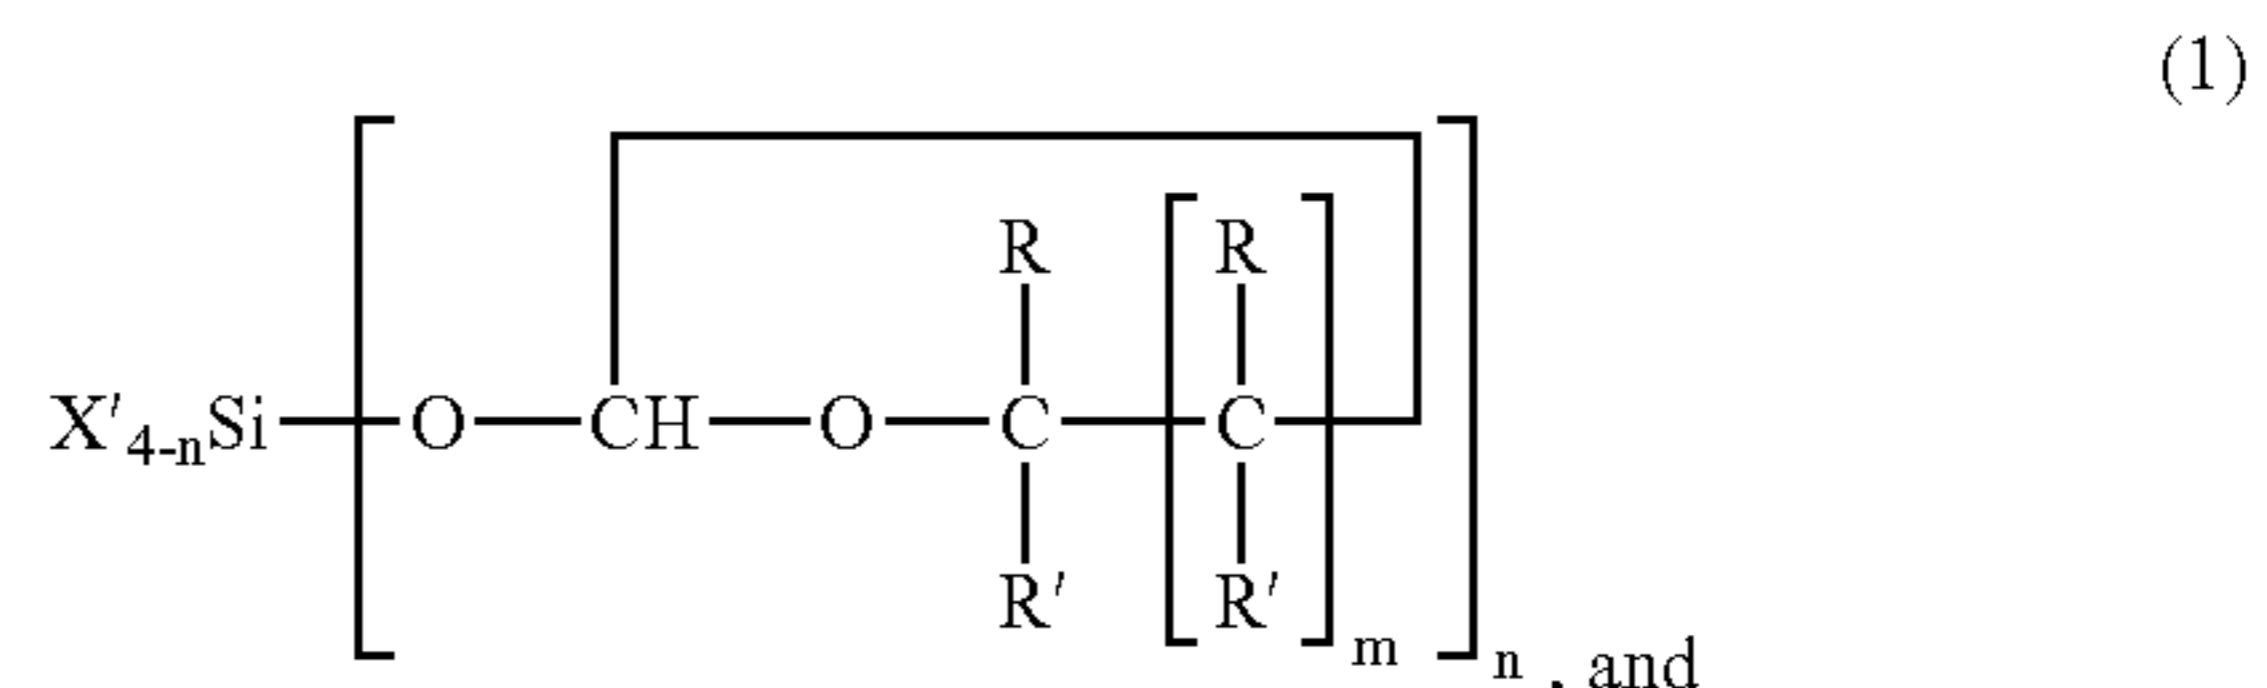 (1)
R R
X′4-nSi O CH O C C
R′ R′
m n , and